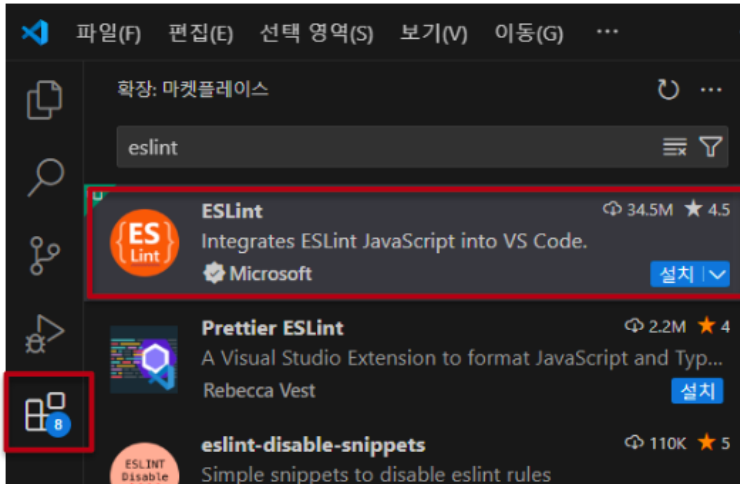 파일(F) 편집(E) 선택 영역(S) 보기(V) 이동(G) ···
확장: 마켓플레이스 ···
eslint
ESLint 34.5M ★ 4.5
Integrates ESLint JavaScript into VS Code.
Microsoft 설치
{ES} Lint
Prettier ESLint 2.2M ★ 4
A Visual Studio Extension to format JavaScript and Typ...
Rebecca Vest 설치
8
eslint-disable-snippets 110K ★ 5
Simple snippets to disable eslint rules
ESLINT
Disable